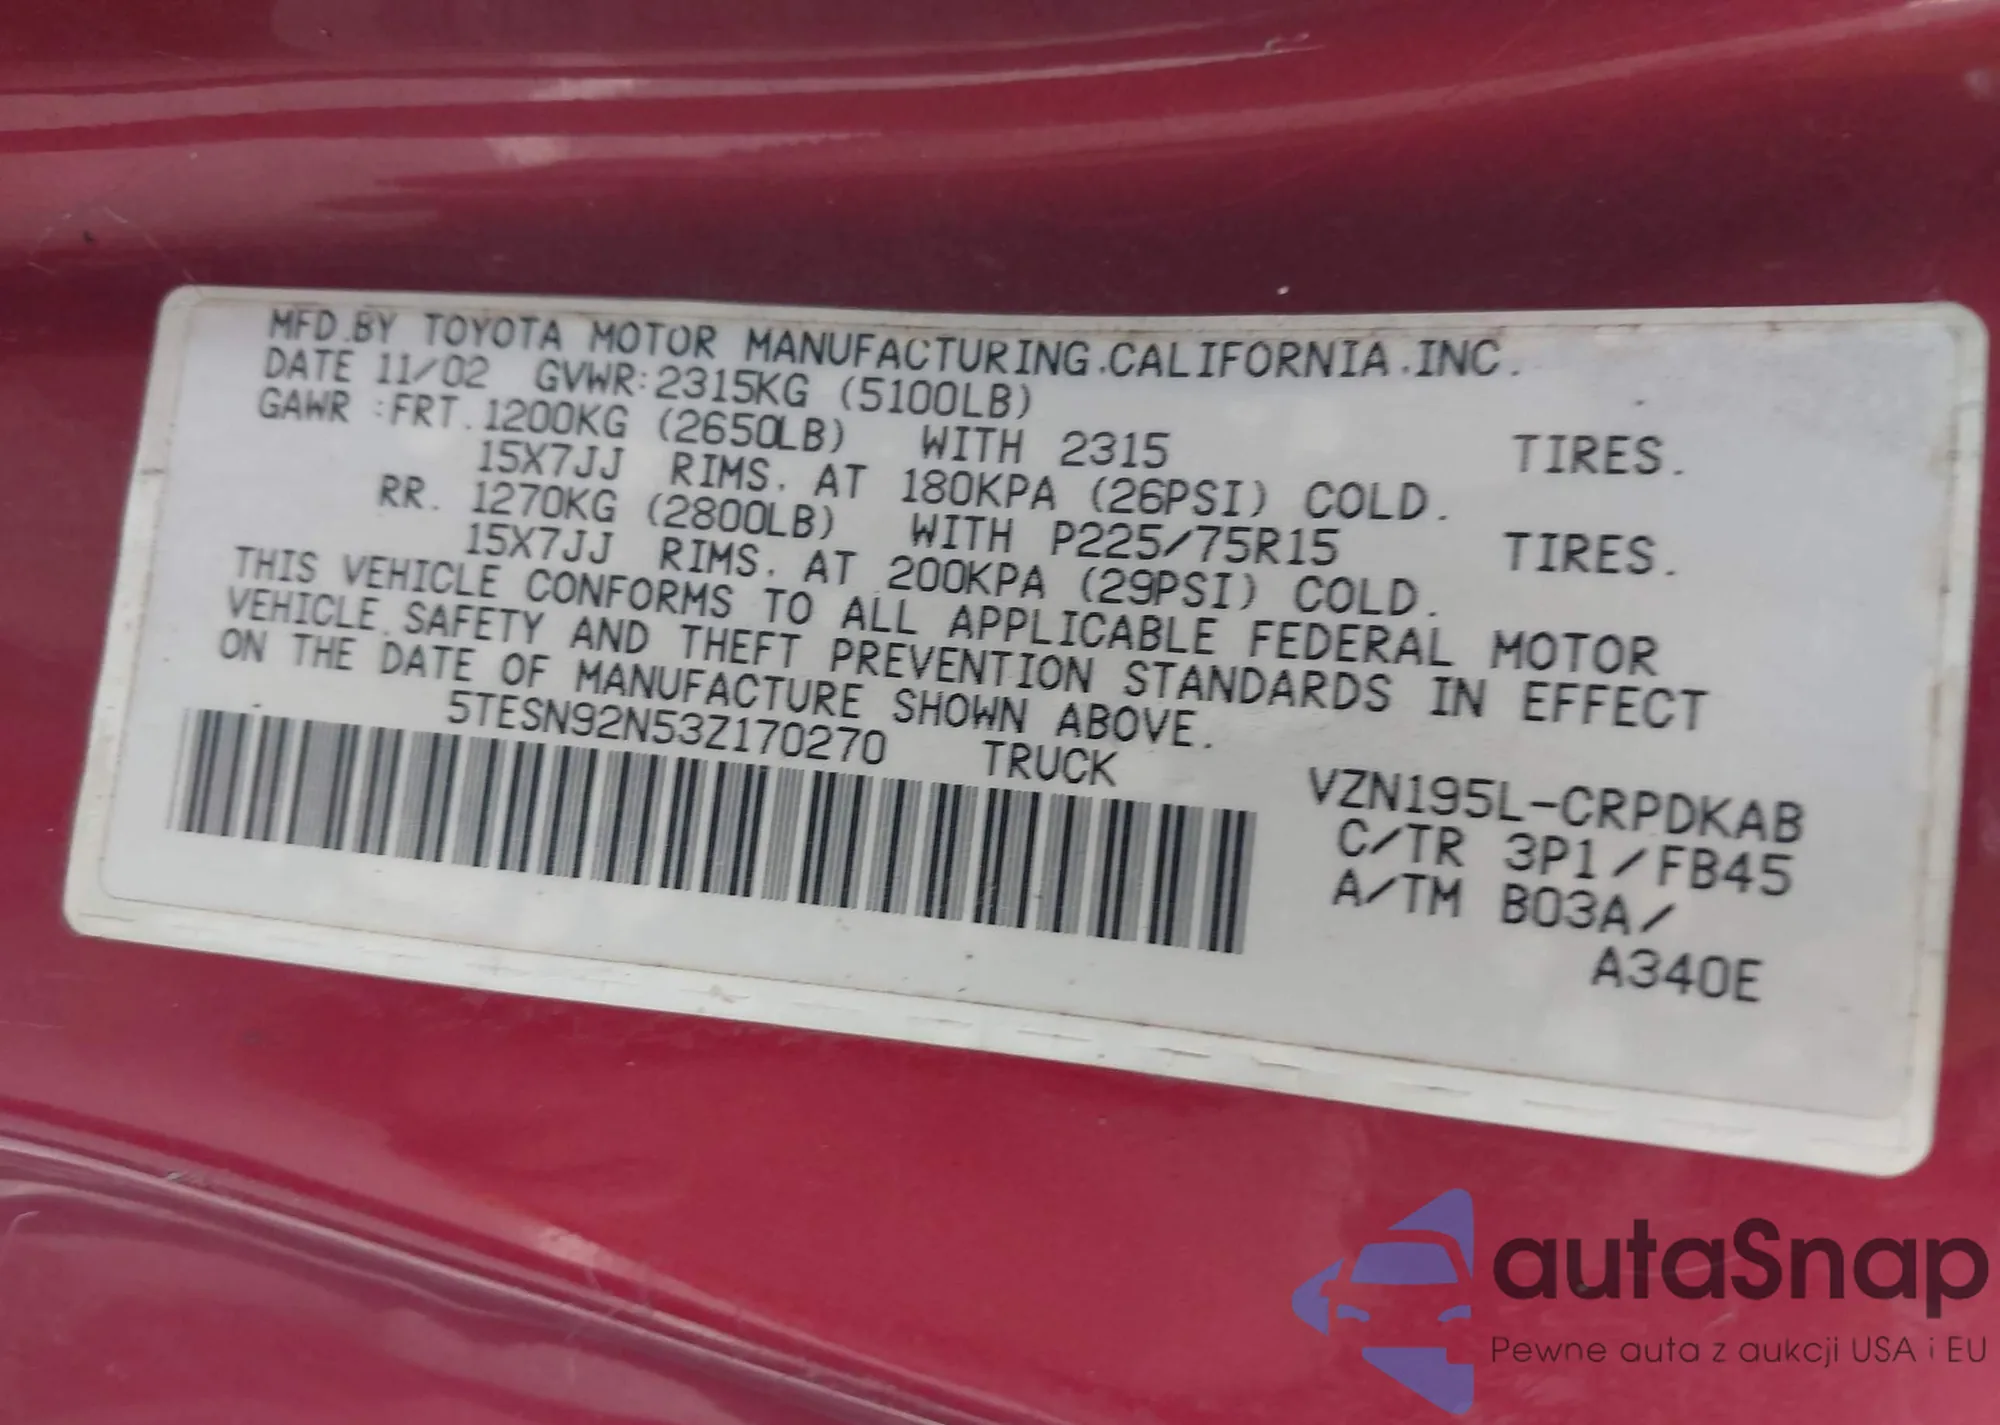 MFD.BY TOYOTA MOTOR MANUFACTURING.CALIFORNIA.INC.
DATE 11/02 GVWR:2315KG (5100LB)
GAWR :FRT.1200KG (2650LB) WITH 2315 TIRES.
15X7JJ RIMS. AT 180KPA (26PSI) COLD.
RR. 1270KG (2800LB) WITH P225/75R15 TIRES.
15X7JJ RIMS. AT 200KPA (29PSI) COLD.
THIS VEHICLE CONFORMS TO ALL APPLICABLE FEDERAL MOTOR
VEHICLE SAFETY AND THEFT PREVENTION STANDARDS IN EFFECT
ON THE DATE OF MANUFACTURE SHOWN ABOVE.
5TESN92N53Z170270 TRUCK
VZN195L-CRPDKAB
C/TR 3P1/FB45
A/TM B03A/
A340E
autaSnap
Pewne auta z aukcji USA i EU